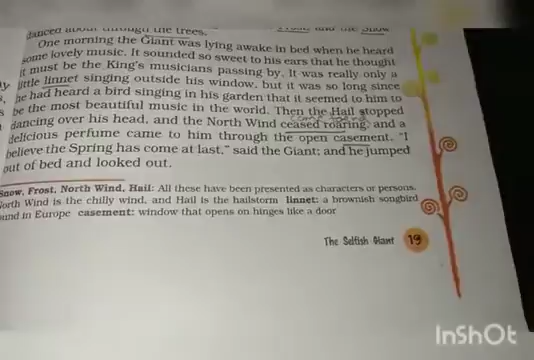 danced about through the trees.
and the Snow
One morning the Giant was lying awake in bed when he heard
some lovely music. It sounded so sweet to his ears that he thought
it must be the King's musicians passing by. It was really only a
little linnet singing outside his window, but it was so long since
he had heard a bird singing in his garden that it seemed to him to
be the most beautiful music in the world. Then the Hail stopped
dancing over his head, and the North Wind ceased roaring, and a
delicious perfume came to him through the open casement. “I
believe the Spring has come at last,” said the Giant; and he jumped
out of bed and looked out.
Snow, Frost, North Wind, Hail: All these have been presented as characters or persons.
North Wind is the chilly wind, and Hail is the hailstorm linnet: a brownish songbird
found in Europe casement: window that opens on hinges like a door
The Selfish Giant 19
InShOt